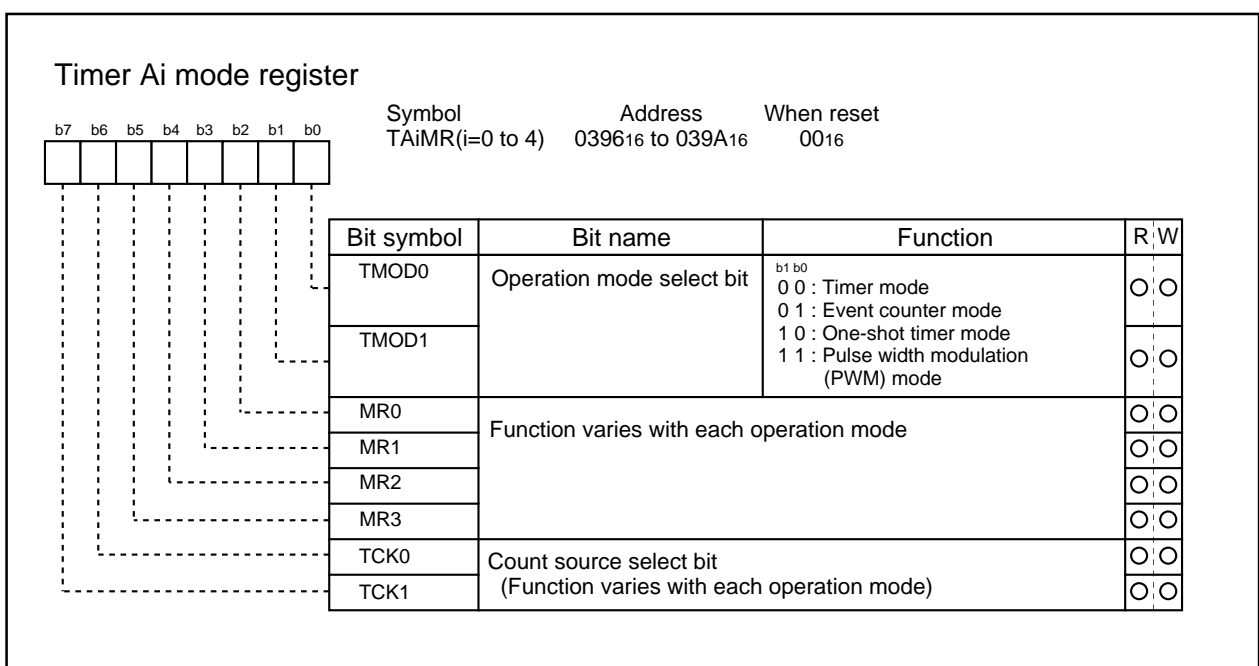 Timer Ai mode register
Symbol Address When reset
TAiMR(i=0 to 4) 039616 to 039A16 0016
b7 b6 b5 b4 b3 b2 b1 b0
Bit symbol Bit name Function R W
TMOD0 Operation mode select bit b1 b0
0 0 : Timer mode
0 1 : Event counter mode
TMOD1 1 0 : One-shot timer mode
1 1 : Pulse width modulation
(PWM) mode
MR0 Function varies with each operation mode
MR1
MR2
MR3
TCK0 Count source select bit
TCK1 (Function varies with each operation mode)